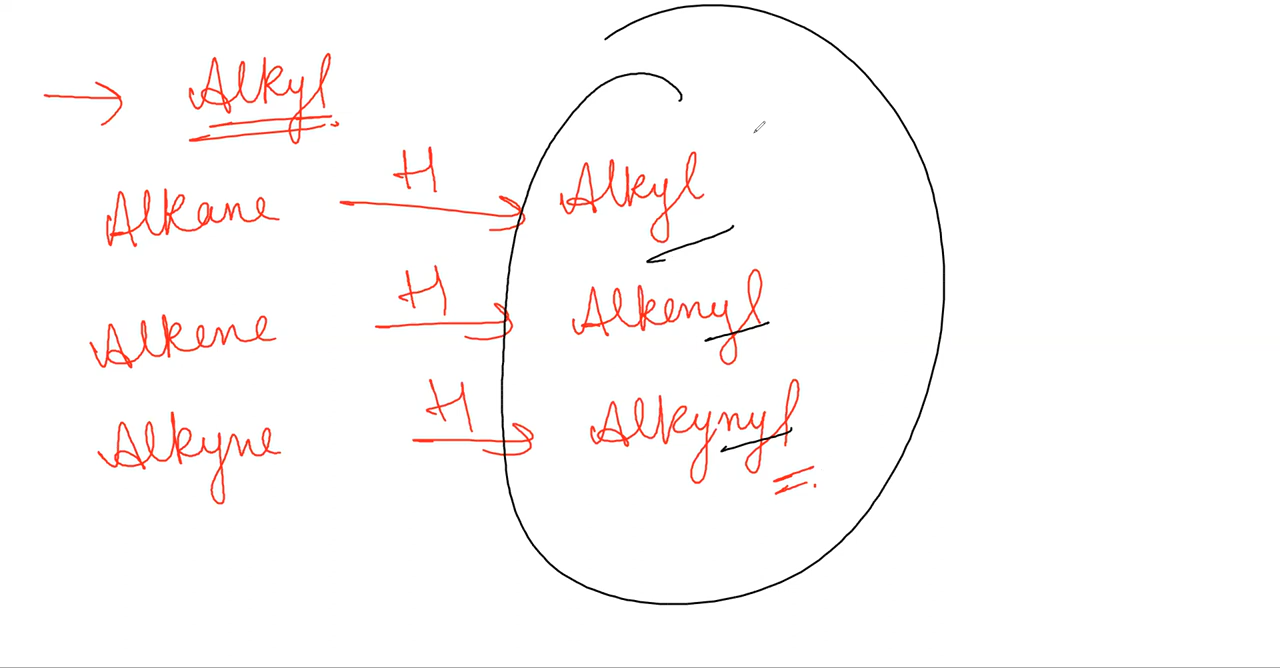 → Alkyl
Alkane H→ Alkyl
Alkene H→ Alkenyl
Alkyne H→ Alkynyl